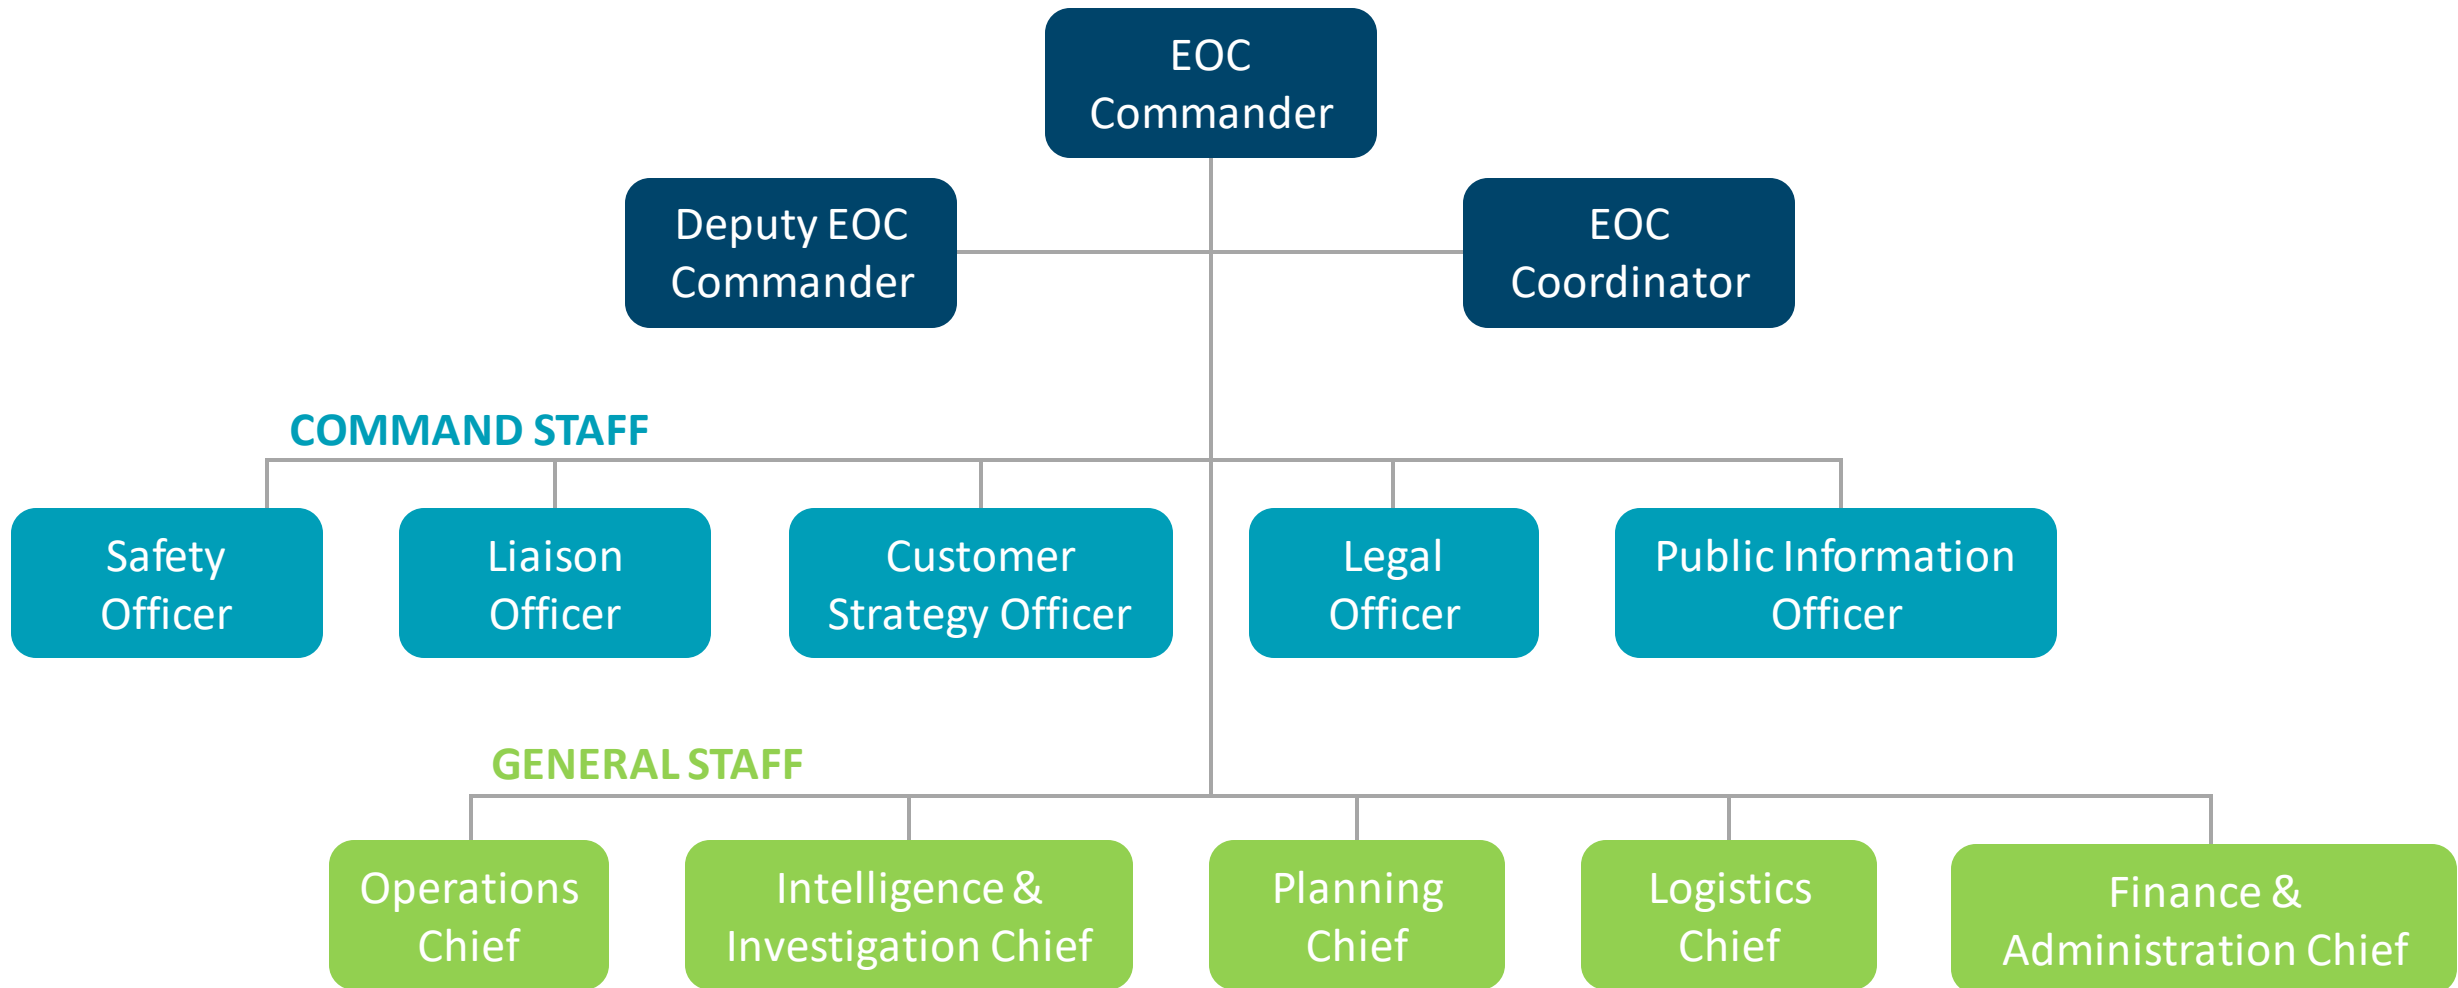 EOC
Commander
Deputy EOC
Commander
EOC
Coordinator
COMMAND STAFF
Safety
Officer
Liaison
Officer
Customer
Strategy Officer
Legal
Officer
Public Information
Officer
GENERAL STAFF
Operations
Chief
Intelligence &
Investigation Chief
Planning
Chief
Logistics
Chief
Finance &
Administration Chief